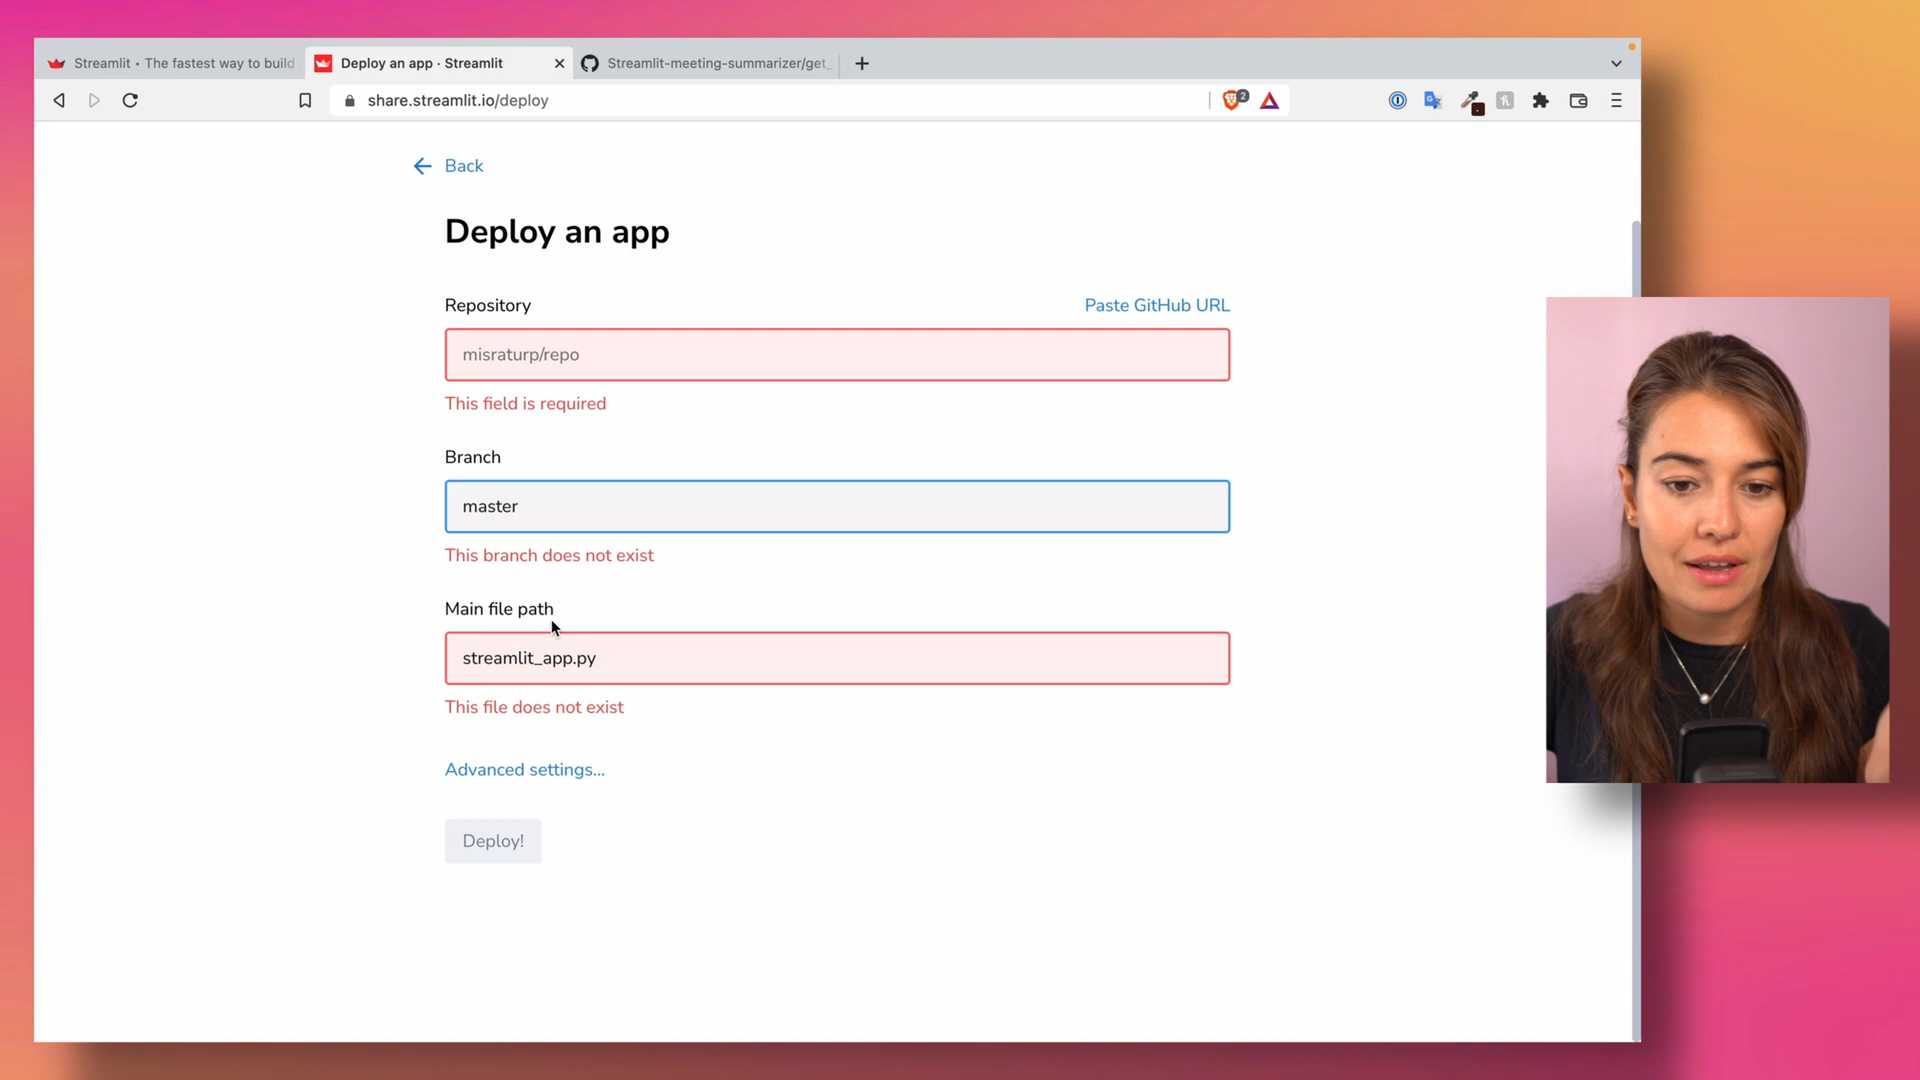 Streamlit • The fastest way to build
Deploy an app · Streamlit
Streamlit-meeting-summarizer/get_
share.streamlit.io/deploy
2
Back
Deploy an app
Repository
Paste GitHub URL
misraturp/repo
This field is required
Branch
master
This branch does not exist
Main file path
streamlit_app.py
This file does not exist
Advanced settings...
Deploy!